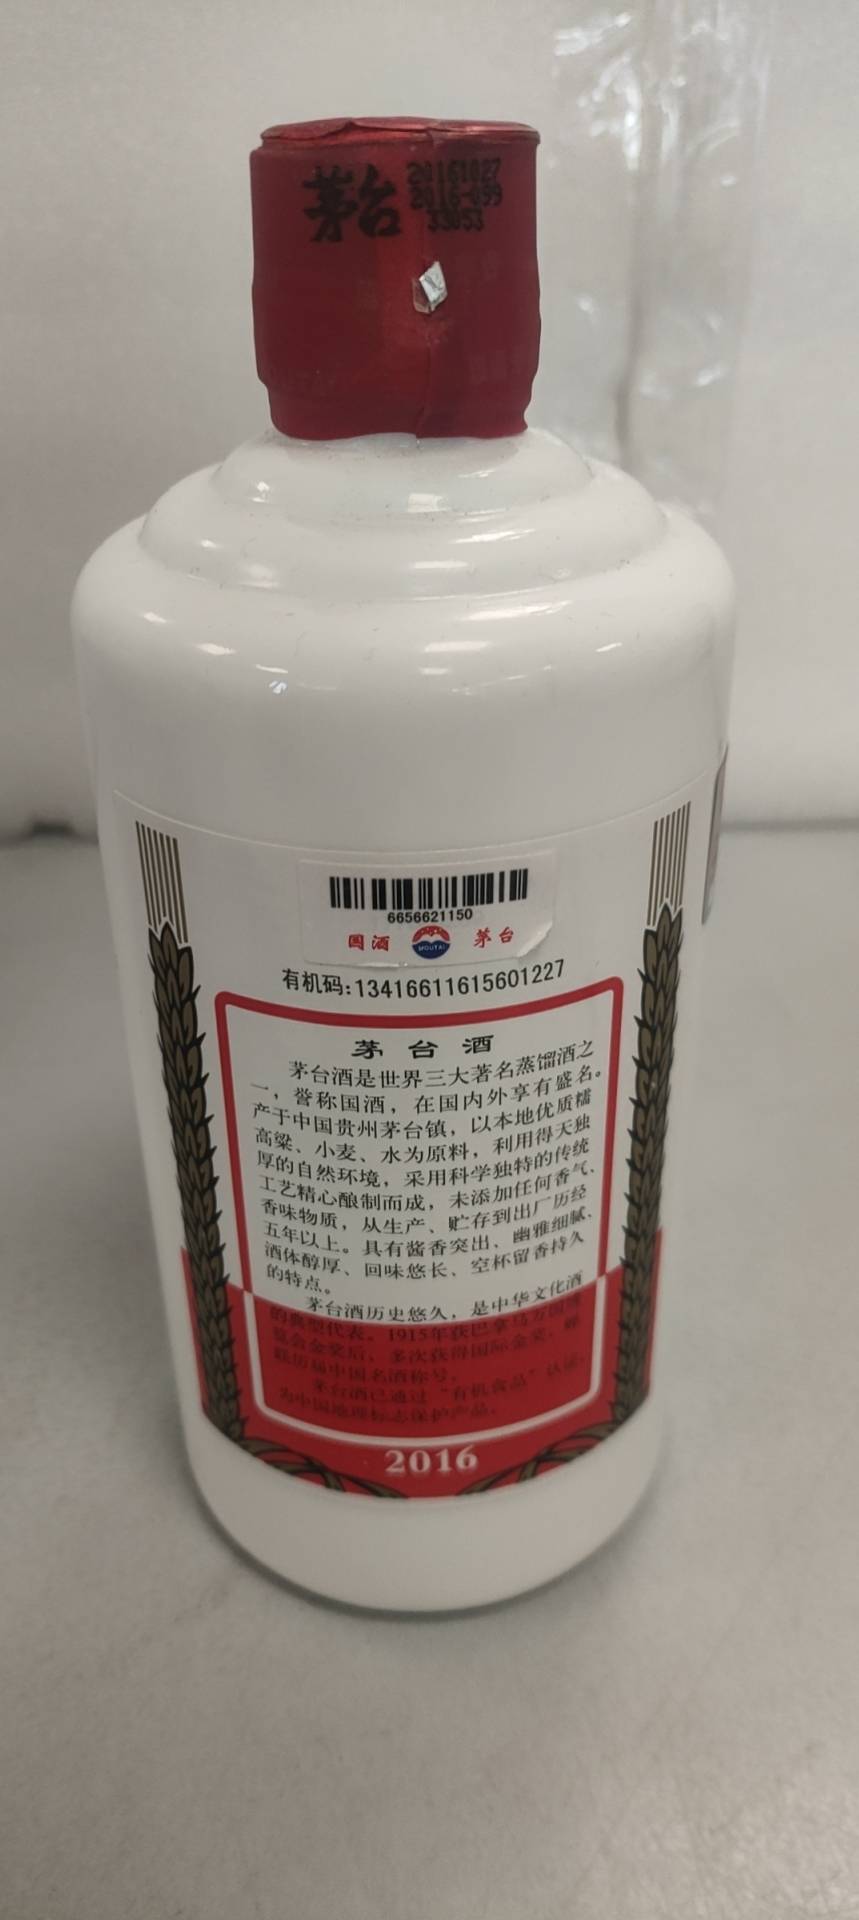 茅台
20161027
2016-099
33053
6656621150
国酒
MOUTAI
茅台
有机码:13416611615601227
茅台酒
茅台酒是世界三大著名蒸馏酒之
一,誉称国酒,在国内外享有盛名。
产于中国贵州茅台镇,以本地优质糯
高粱、小麦、水为原料,利用得天独
厚的自然环境,采用科学独特的传统
工艺精心酿制而成,未添加任何香气、
香味物质,从生产、贮存到出厂历经
五年以上。具有酱香突出、幽雅细腻、
酒体醇厚、回味悠长、空杯留香持久
的特点。
茅台酒历史悠久,是中华文化酒
的典型代表。1915年获巴拿马万国博
览会金奖后,多次获得国际金奖,蝉
联历届中国名酒称号。
茅台酒已通过“有机食品”认证,
为中国地理标志保护产品。
2016